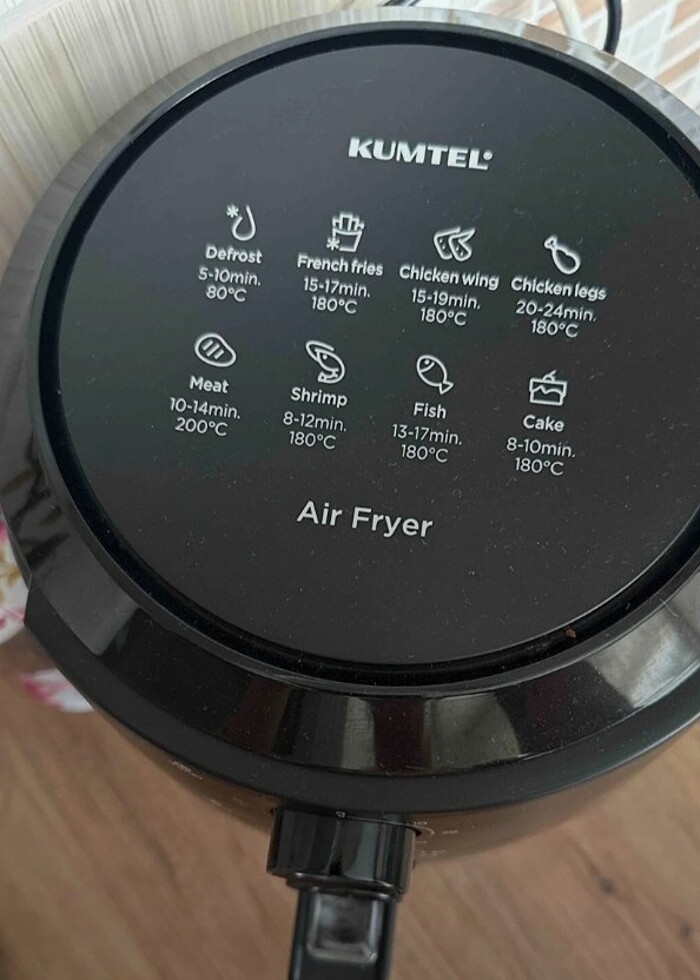 KUMTEL®
Defrost
5-10min.
80°C
French fries
15-17min.
180°C
Chicken wing
15-19min.
180°C
Chicken legs
20-24min.
180°C
Meat
10-14min.
200°C
Shrimp
8-12min.
180°C
Fish
13-17min.
180°C
Cake
8-10min.
180°C
Air Fryer